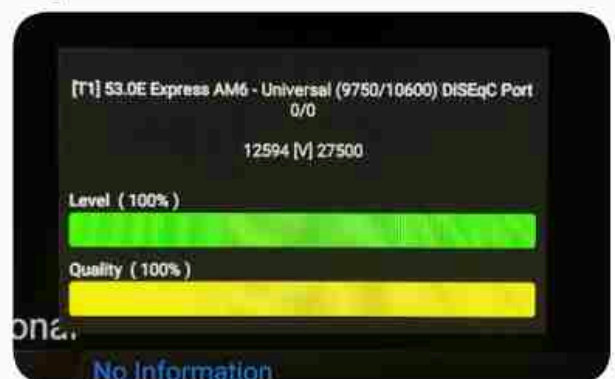 [T1] 53.0E Express AM6 - Universal (9750/10600) DiSEqC Port
0/0
12594 [V] 27500
Level ( 100% )
Quality ( 100% )
No Information